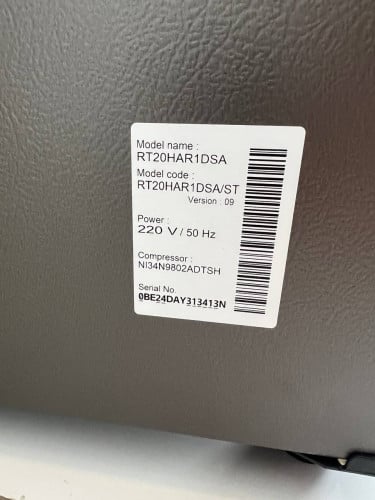 Model name :
RT20HAR1DSA
Model code :
RT20HAR1DSA/ST
Version : 09
Power :
220 V / 50 Hz
Compressor :
NI34N9802ADTSH
Serial No.
0BE24DAY313413N